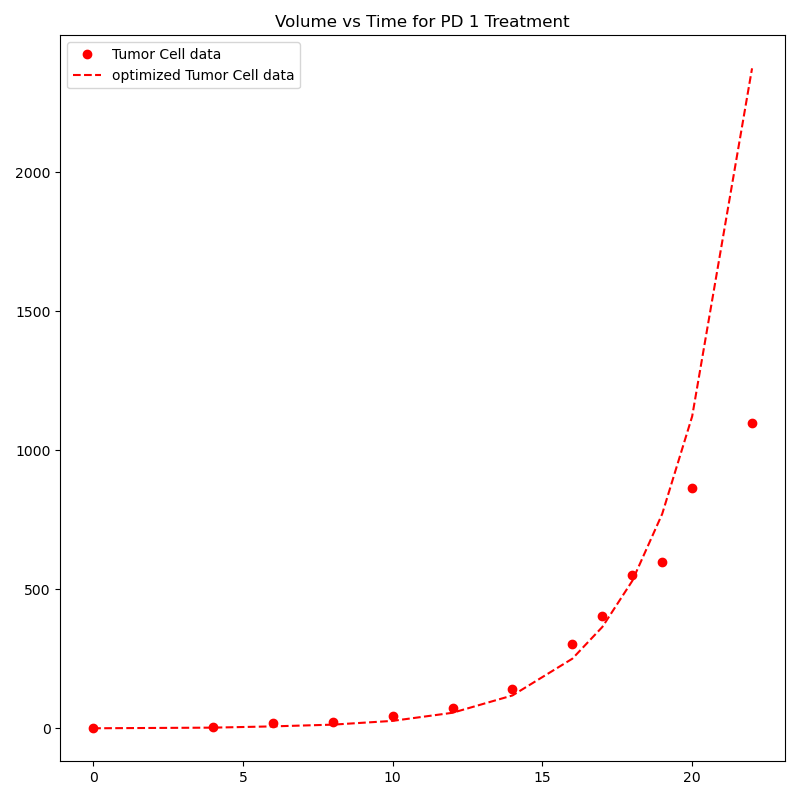 Volume vs Time for PD 1 Treatment
Tumor Cell data
optimized Tumor Cell data
2000
1500
1000
500
0
0 5 10 15 20